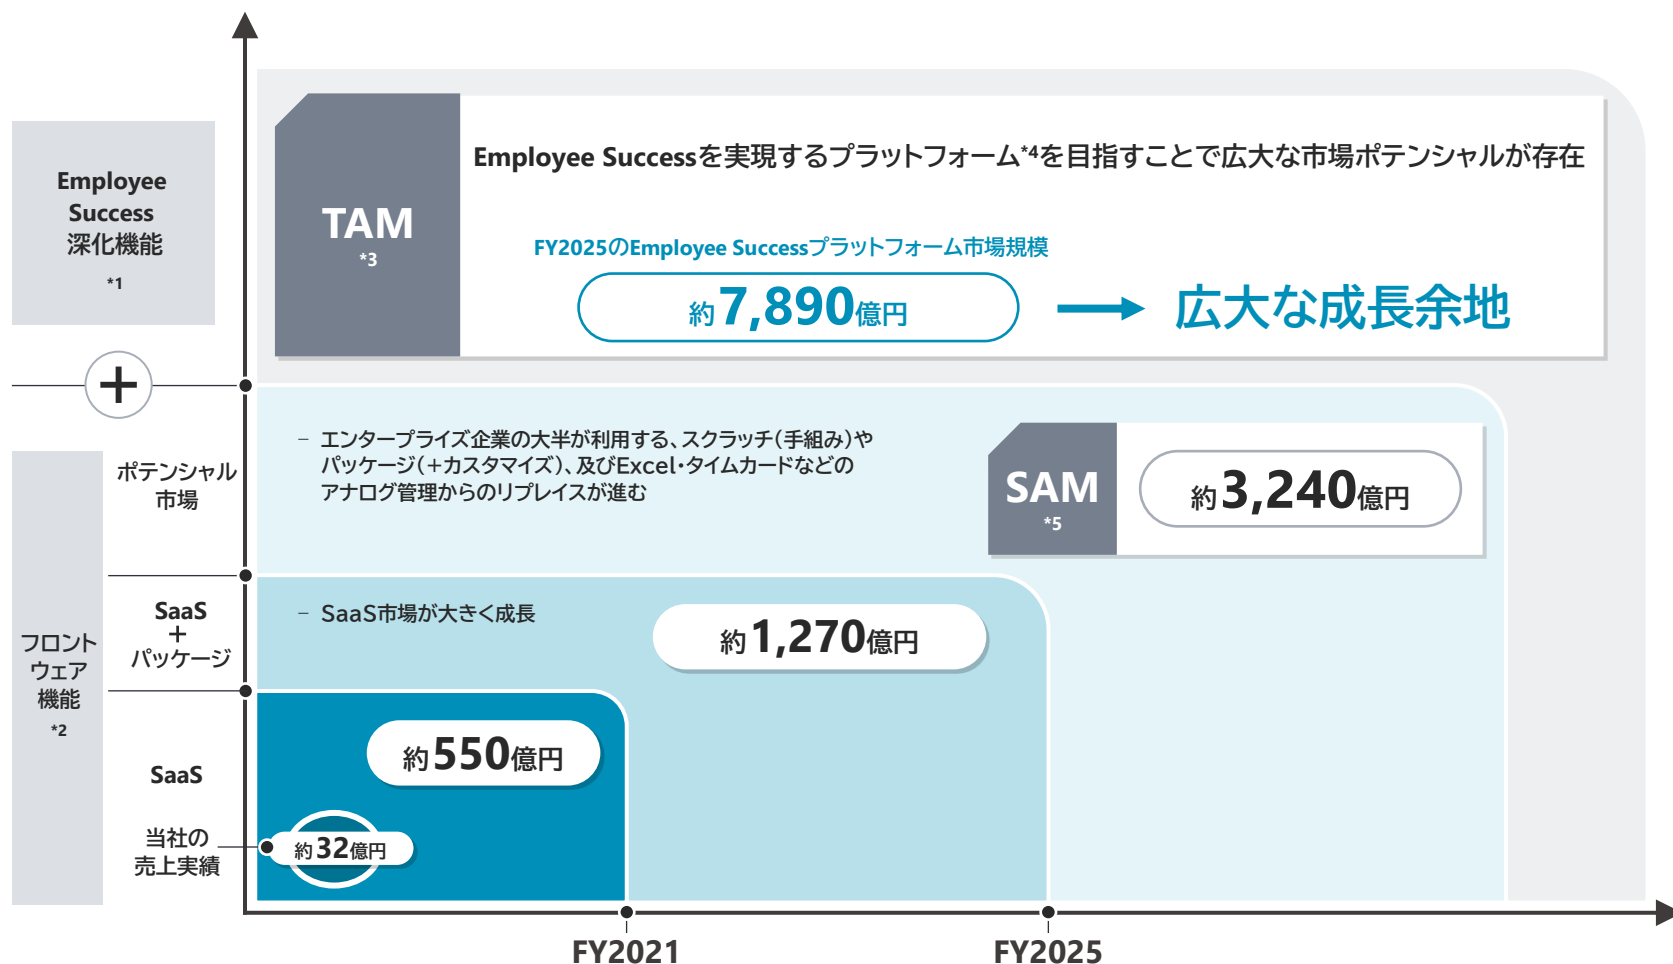 Employee
Success
深化機能
*1
TAM
*3
Employee Successを実現するプラットフォーム*4を目指すことで広大な市場ポテンシャルが存在
FY2025のEmployee Successプラットフォーム市場規模
約7,890億円
広大な成長余地
+
フロント
ウェア
機能
*2
ポテンシャル
市場
– エンタープライズ企業の大半が利用する、スクラッチ(手組み)や
パッケージ(+カスタマイズ)、及びExcel・タイムカードなどの
アナログ管理からのリプレイスが進む
SAM
*5
約3,240億円
SaaS
+
パッケージ
– SaaS市場が大きく成長
約1,270億円
SaaS
約550億円
当社の
売上実績
約32億円
FY2021
FY2025